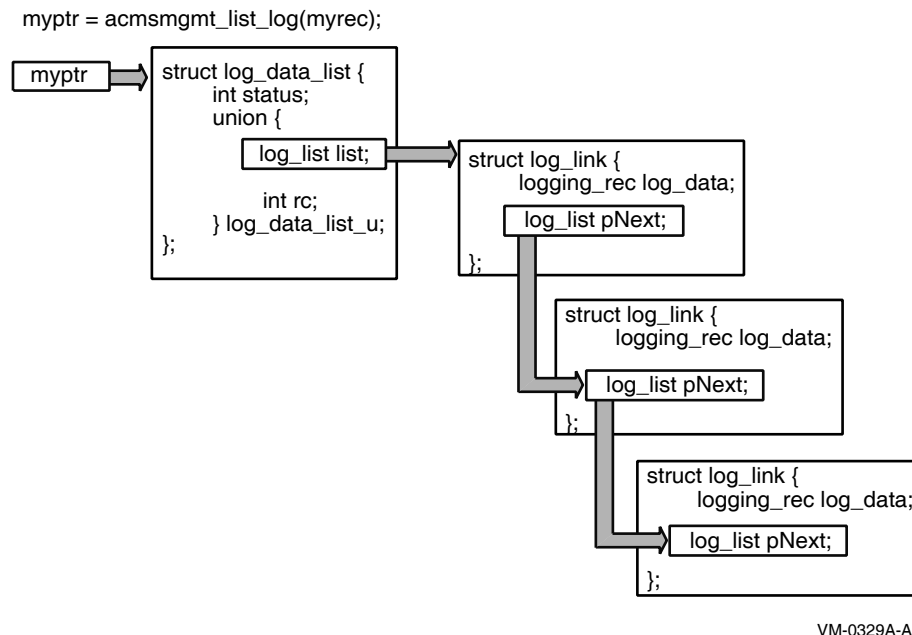 myptr = acmsmgmt_list_log(myrec);
myptr
struct log_data_list {
int status;
union {
log_list list;
int rc;
} log_data_list_u;
};
struct log_link {
logging_rec log_data;
log_list pNext;
};
struct log_link {
logging_rec log_data;
log_list pNext;
};
struct log_link {
logging_rec log_data;
log_list pNext;
};
VM-0329A-A